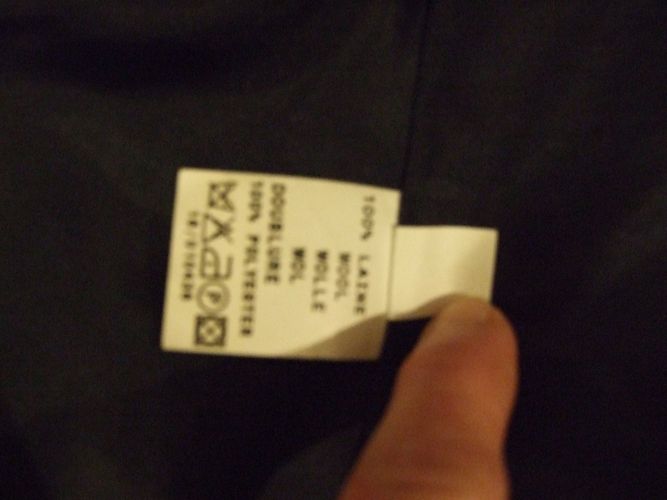 100% LAINE
WOOL
WOLLE
WOL
DOUBLURE
100% POLYESTER
P